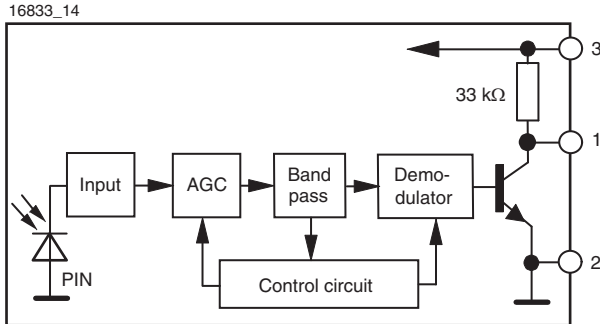 16833_14
3
33 kΩ
1
Input
AGC
Band
pass
Demo-
dulator
2
PIN
Control circuit